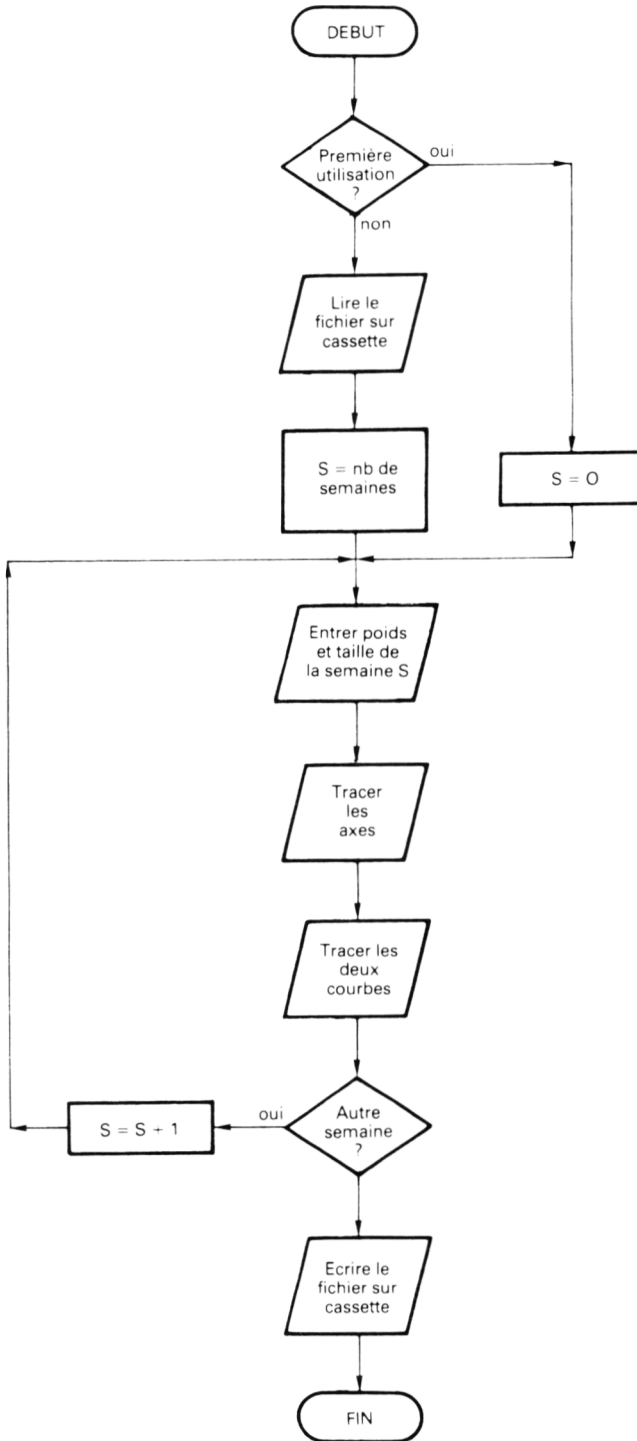 DEBUT
Première
utilisation
?
oui
non
Lire le
fichier sur
cassette
S = nb de
semaines
S = O
Entrer poids
et taille de
la semaine S
Tracer
les
axes
Tracer les
deux
courbes
Autre
semaine
?
oui
S = S + 1
Ecrire le
fichier sur
cassette
FIN